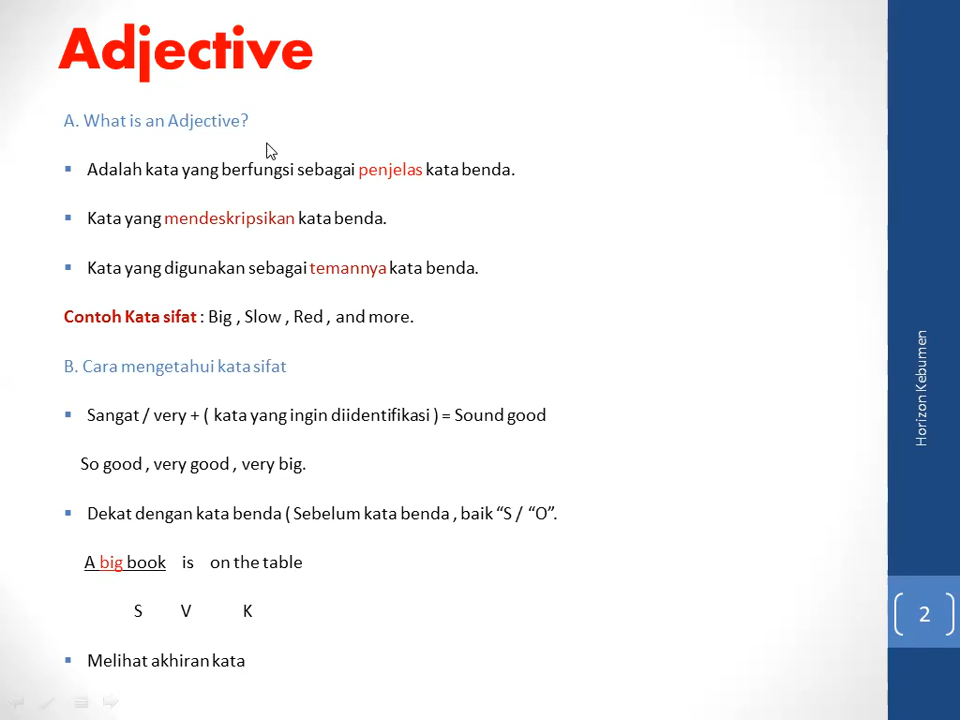 Adjective
A. What is an Adjective?
Adalah kata yang berfungsi sebagai penjelas kata benda.
Kata yang mendeskripsikan kata benda.
Kata yang digunakan sebagai temannya kata benda.
Contoh Kata sifat : Big , Slow , Red , and more.
B. Cara mengetahui kata sifat
Sangat / very + ( kata yang ingin diidentifikasi ) = Sound good
So good , very good , very big.
Dekat dengan kata benda ( Sebelum kata benda , baik “S / “O”.
A big book is on the table
S V K
Melihat akhiran kata
Horizon Kebumen
2